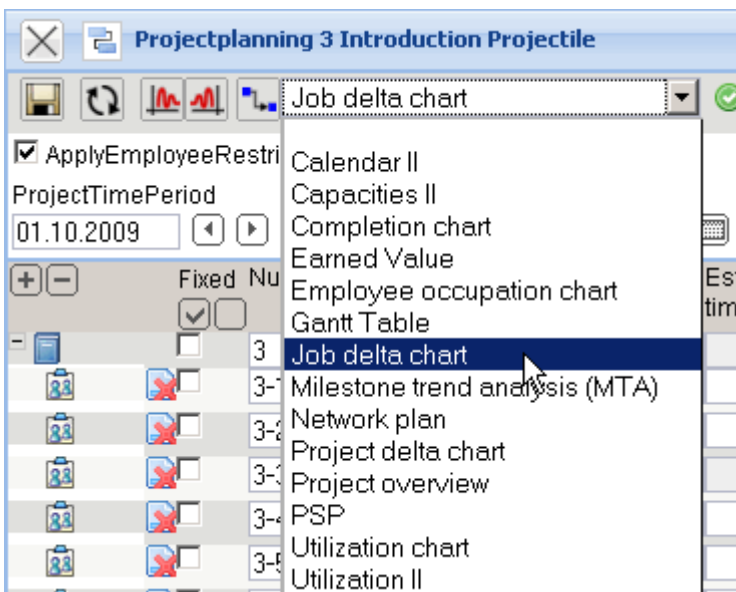 Projectplanning 3 Introduction Projectile
Job delta chart
ApplyEmployeeRestri
ProjectTimePeriod
01.10.2009
Calendar II
Capacities II
Completion chart
Earned Value
Employee occupation chart
Gantt Table
Job delta chart
Milestone trend analysis (MTA)
Network plan
Project delta chart
Project overview
PSP
Utilization chart
Utilization II
Fixed Nu
Es
tim
3
3-
3-2
3-3
3-4
3-5